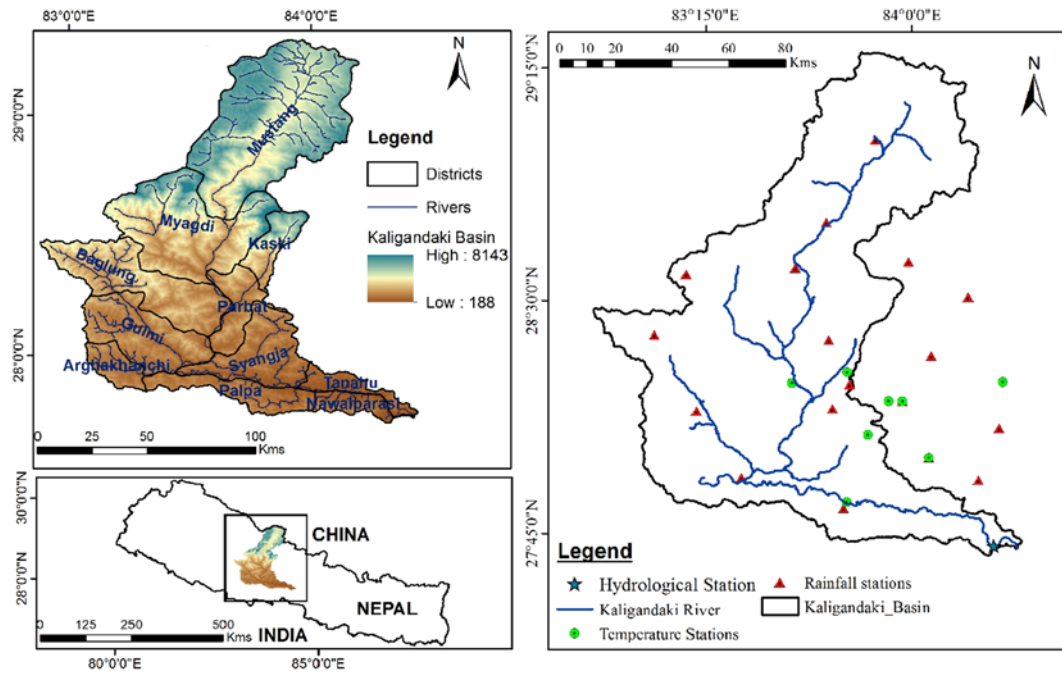 83°0'0"E
84°0'0"E
29°0'0"N
28°0'0"N
N
Mustang
Myagdi
Kaski
Baglung
Parbat
Gulmi
Syangja
Arghakhanchi
Palpa
Tanahu
Nawalparasi
Legend
Districts
Rivers
Kaligandaki Basin
High : 8143
Low : 188
0 25 50 100
Kms
30°0'0"N
28°0'0"N
CHINA
NEPAL
INDIA
0 125 250 500
Kms
80°0'0"E
85°0'0"E
83°15'0"E
84°0'0"E
0 10 20 40 60 80
Kms
N
29°15'0"N
28°30'0"N
27°45'0"N
Legend
Hydrological Station
Rainfall stations
Kaligandaki River
Kaligandaki_Basin
Temperature Stations